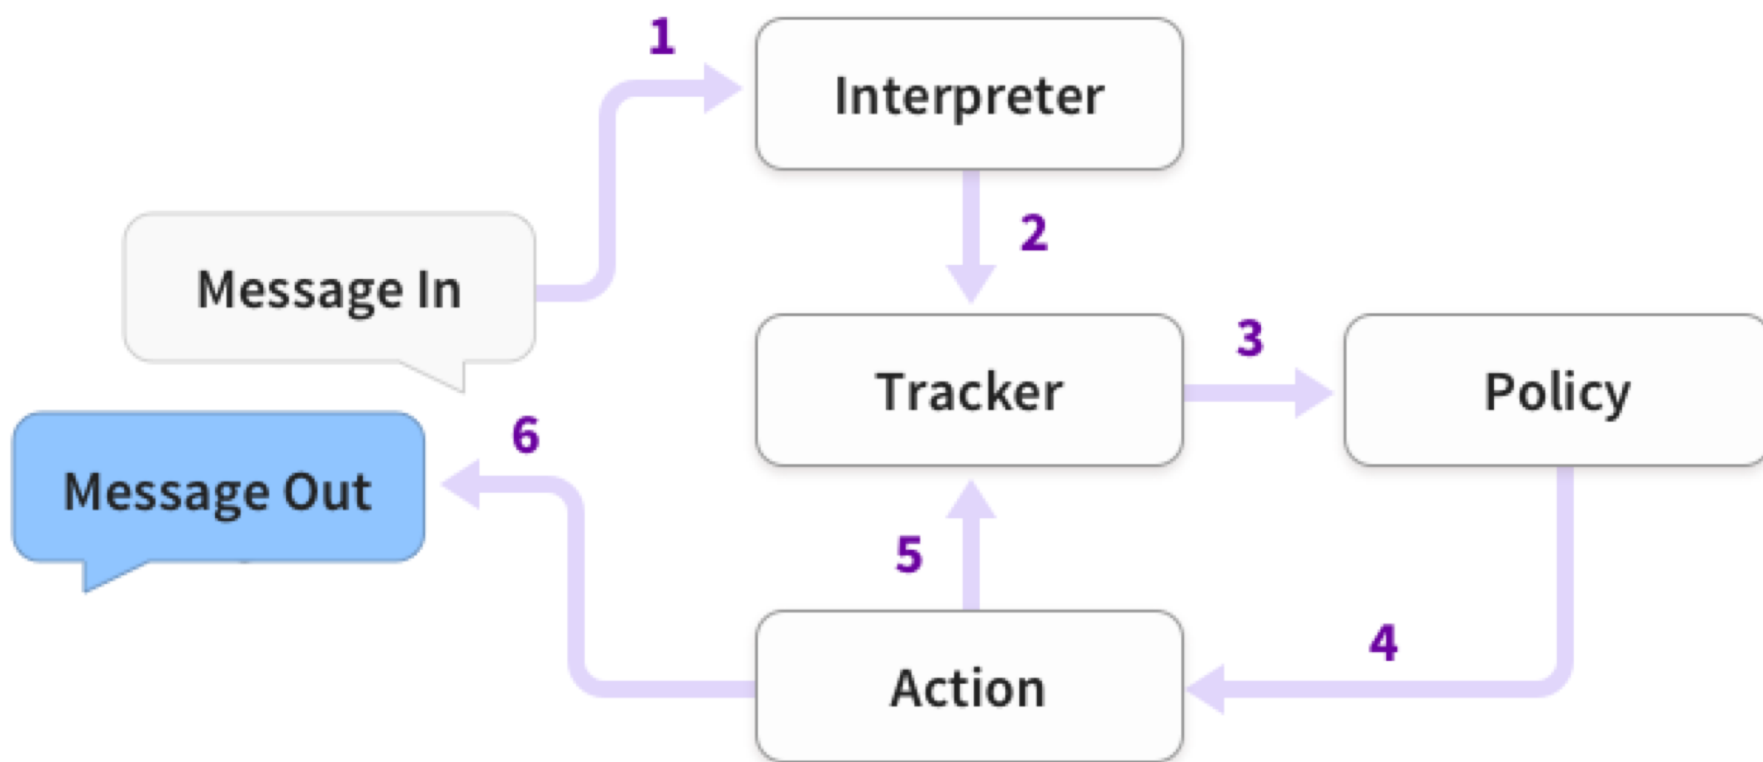 1
Interpreter
2
Message In
3
Tracker
Policy
6
Message Out
5
4
Action